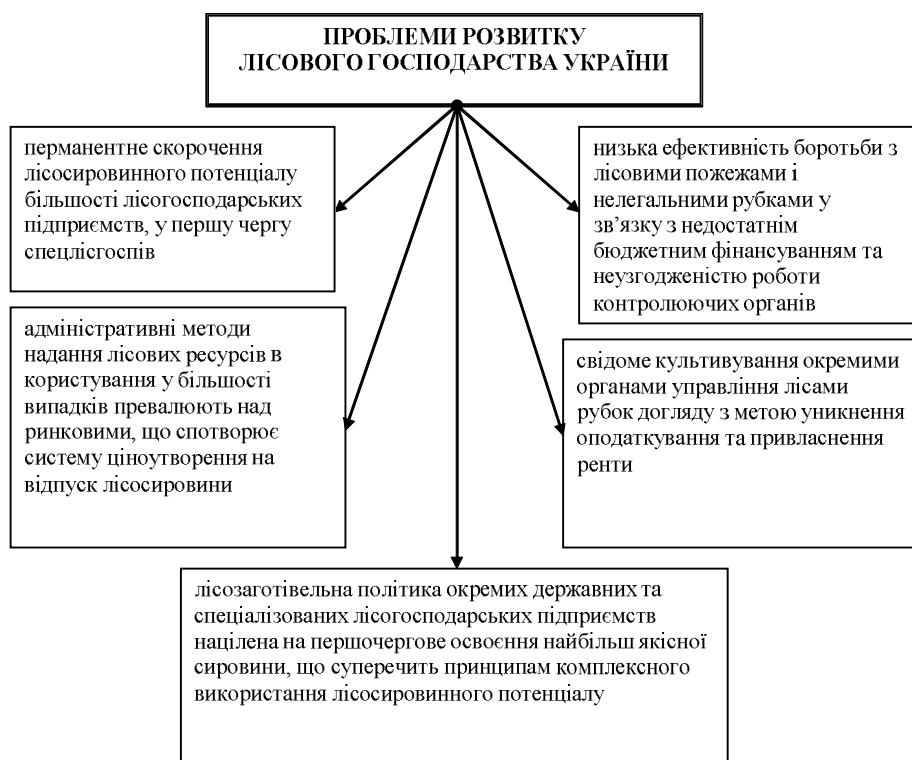 ПРОБЛЕМИ РОЗВИТКУ
ЛІСОВОГО ГОСПОДАРСТВА УКРАЇНИ
перманентне скорочення
лісосировинного потенціалу
більшості лісогосподарських
підприємств, у першу чергу
спецлісгоспів
низька ефективність боротьби з
лісовими пожежами і
нелегальними рубками у
зв’язку з недостатнім
бюджетним фінансуванням та
неузгодженістю роботи
контролюючих органів
адміністративні методи
надання лісових ресурсів в
користування у більшості
випадків превалюють над
ринковими, що спотворює
систему ціноутворення на
відпуск лісосировини
свідоме культивування окремими
органами управління лісами
рубок догляду з метою уникнення
оподаткування та привласнення
ренти
лісозаготівельна політика окремих державних та
спеціалізованих лісогосподарських підприємств
націлена на першочергове освоєння найбільш якісної
сировини, що суперечить принципам комплексного
використання лісосировинного потенціалу